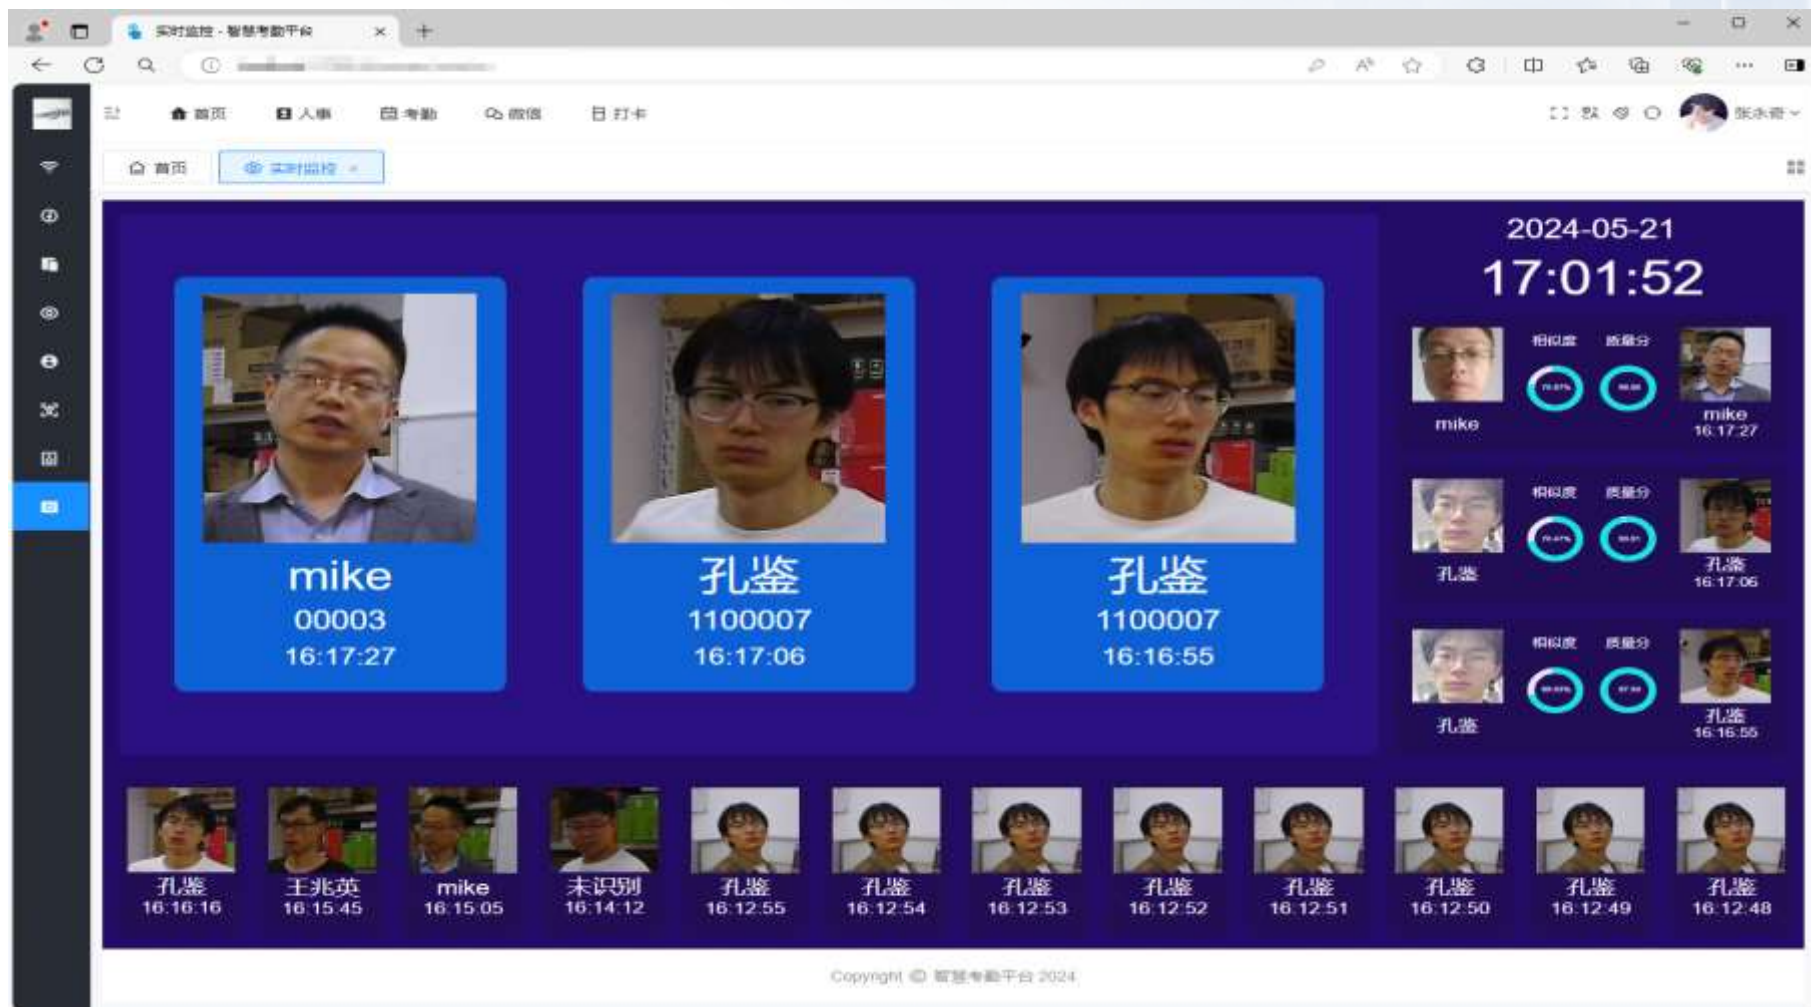 实时监控 - 智慧考勤平台
首页
人事
考勤
微信
打卡
张永奇
首页
实时监控
2024-05-21
17:01:52
mike
00003
16:17:27
孔鉴
1100007
16:17:06
孔鉴
1100007
16:16:55
相似度 质量分
mike
mike
16:17:27
相似度 质量分
孔鉴
孔鉴
16:17:06
相似度 质量分
孔鉴
孔鉴
16:16:55
孔鉴
16:16:16
王兆英
16:15:45
mike
16:15:05
未识别
16:14:12
孔鉴
16:12:55
孔鉴
16:12:54
孔鉴
16:12:53
孔鉴
16:12:52
孔鉴
16:12:51
孔鉴
16:12:50
孔鉴
16:12:49
孔鉴
16:12:48
Copyright © 智慧考勤平台 2024